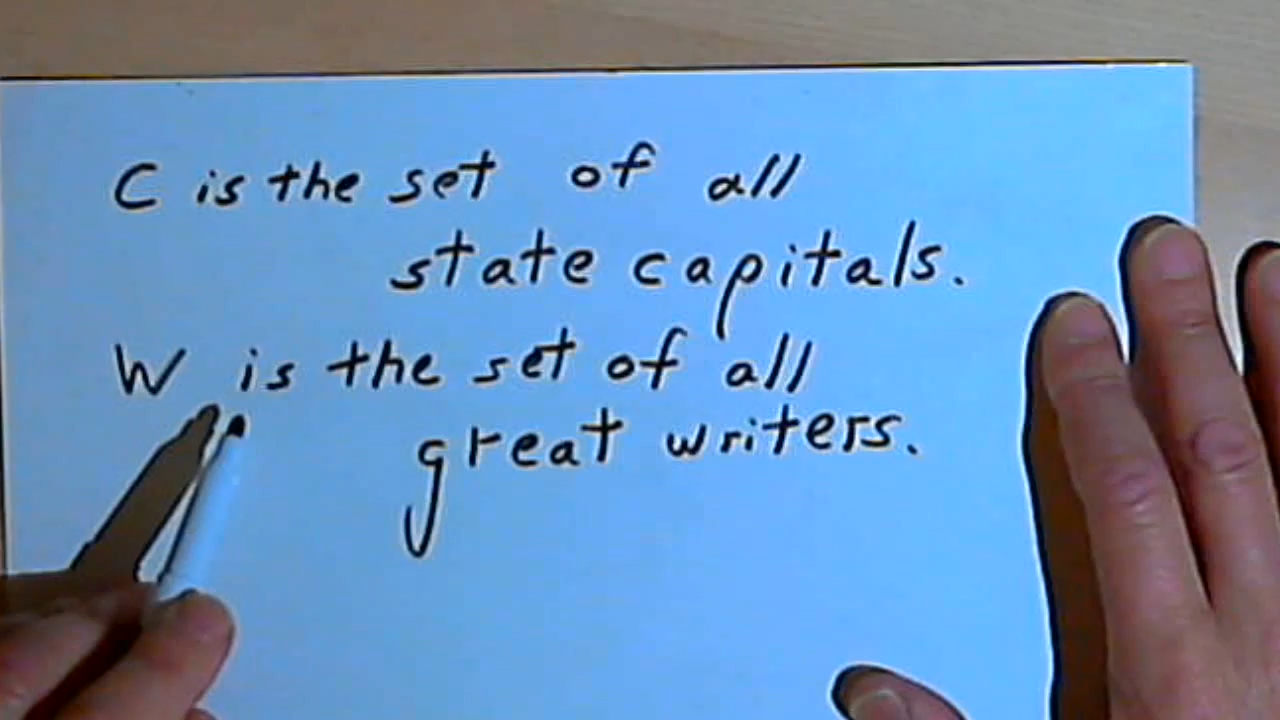 C is the set of all
state capitals.
W is the set of all
great writers.